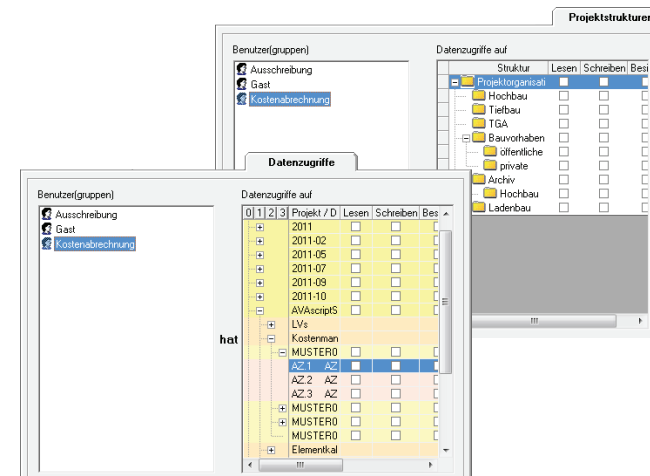 Projektstrukturen
Benutzer(gruppen)
Datenzugriffe auf
Ausschreibung
Gast
Kostenabrechnung
Struktur Lesen Schreiben Besi
Projektorganisati
Hochbau
Tiefbau
TGA
Bauvorhaben
öffentliche
private
Archiv
Hochbau
Ladenbau
Datenzugriffe
Benutzer(gruppen)
Datenzugriffe auf
Ausschreibung
Gast
Kostenabrechnung
hat
0 1 2 3 Projekt / D Lesen Schreiben Bes
2011
2011-02
2011-05
2011-07
2011-09
2011-10
AVAscriptS
LVs
Kostenman
MUSTER0
AZ.1 AZ
AZ.2 AZ
AZ.3 AZ
MUSTER0
MUSTER0
MUSTER0
Elementkal